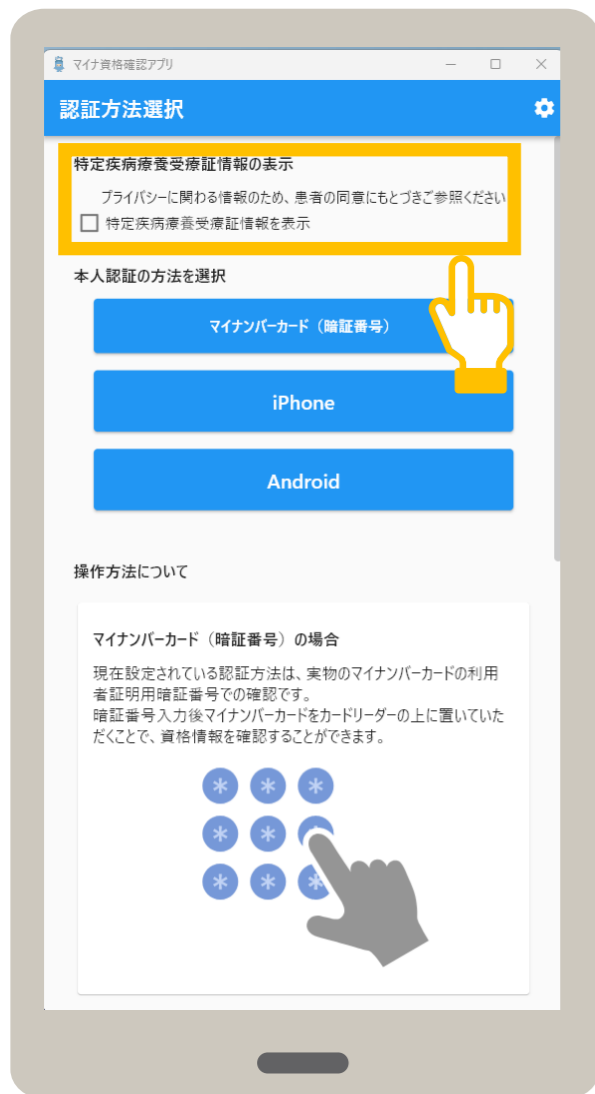 マイナ資格確認アプリ
認証方法選択
特定疾病療養受療証情報の表示
プライバシーに関わる情報のため、患者の同意にもとづきご参照ください
特定疾病療養受療証情報を表示
本人認証の方法を選択
マイナンバーカード（暗証番号）
iPhone
Android
操作方法について
マイナンバーカード（暗証番号）の場合
現在設定されている認証方法は、実物のマイナンバーカードの利用
者証明用暗証番号での確認です。
暗証番号入力後マイナンバーカードをカードリーダーの上に置いていた
だくことで、資格情報を確認することができます。